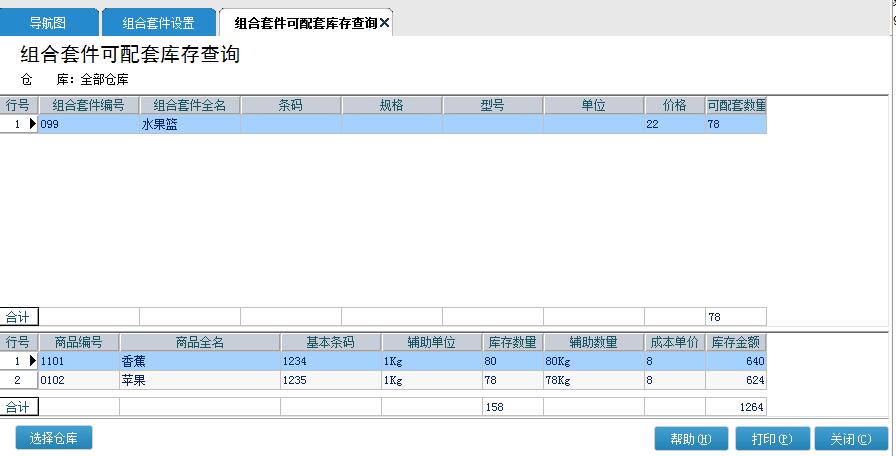 导航图 组合套件设置 组合套件可配套库存查询
组合套件可配套库存查询
仓 库：全部仓库
行号 组合套件编号 组合套件全名 条码 规格 型号 单位 价格 可配套数量
1 099 水果篮 22 78
合计 78
行号 商品编号 商品全名 基本条码 辅助单位 库存数量 辅助数量 成本单价 库存金额
1 1101 香蕉 1234 1Kg 80 80Kg 8 640
2 0102 苹果 1235 1Kg 78 78Kg 8 624
合计 158 1264
选择仓库 帮助(H) 打印(P) 关闭(C)